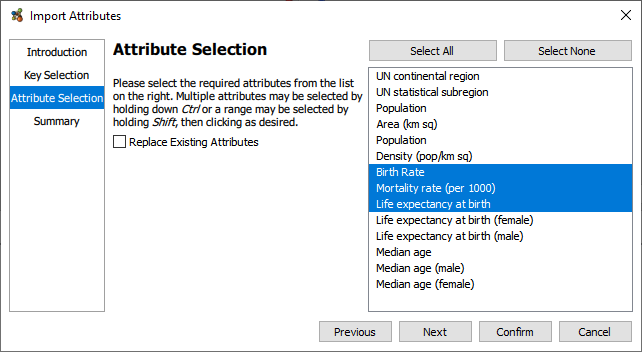 Import Attributes
Introduction
Key Selection
Attribute Selection
Summary
Attribute Selection
Please select the required attributes from the list
on the right. Multiple attributes may be selected by
holding down Ctrl or a range may be selected by
holding Shift, then clicking as desired.
Replace Existing Attributes
Select All
Select None
UN continental region
UN statistical subregion
Population
Area (km sq)
Population
Density (pop/km sq)
Birth Rate
Mortality rate (per 1000)
Life expectancy at birth
Life expectancy at birth (female)
Life expectancy at birth (male)
Median age
Median age (male)
Median age (female)
Previous
Next
Confirm
Cancel